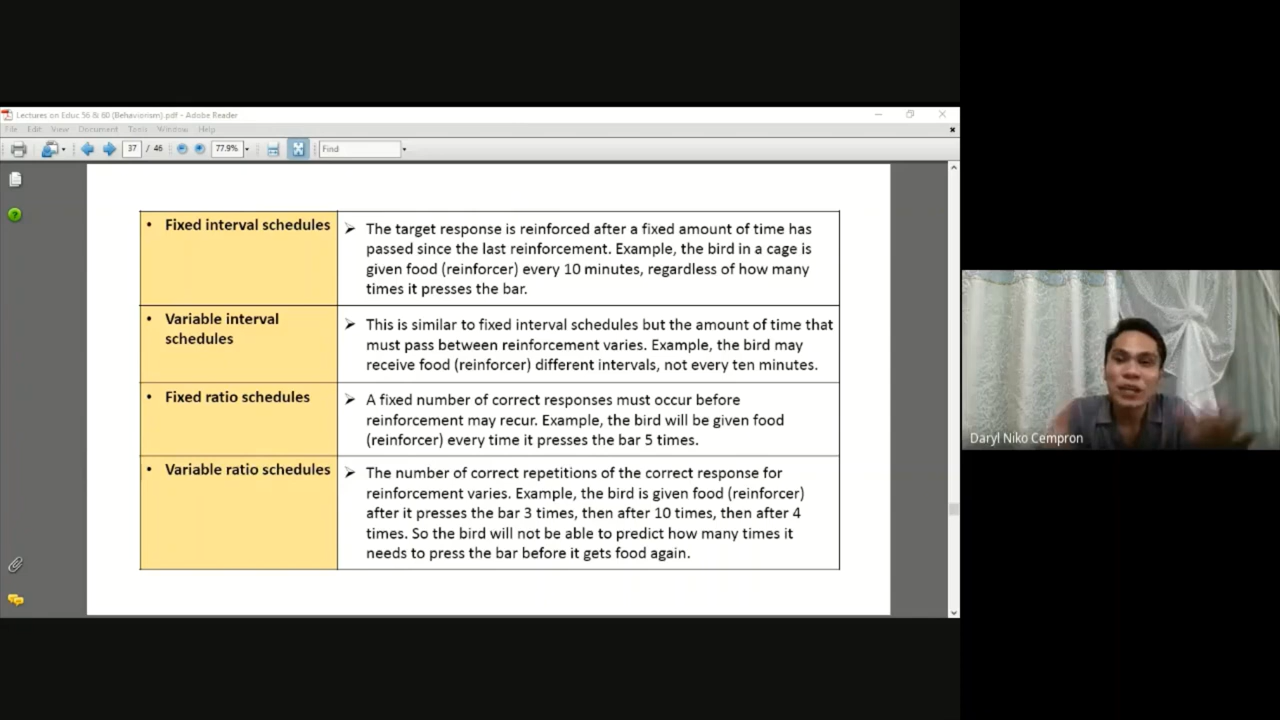 Lectures on Educ 56 & 60 (Behaviorism).pdf - Adobe Reader
File Edit View Document Tools Window Help
37 / 46 77.9% Find
• Fixed interval schedules
➢ The target response is reinforced after a fixed amount of time has
passed since the last reinforcement. Example, the bird in a cage is
given food (reinforcer) every 10 minutes, regardless of how many
times it presses the bar.
• Variable interval
schedules
➢ This is similar to fixed interval schedules but the amount of time that
must pass between reinforcement varies. Example, the bird may
receive food (reinforcer) different intervals, not every ten minutes.
• Fixed ratio schedules
➢ A fixed number of correct responses must occur before
reinforcement may recur. Example, the bird will be given food
(reinforcer) every time it presses the bar 5 times.
• Variable ratio schedules
➢ The number of correct repetitions of the correct response for
reinforcement varies. Example, the bird is given food (reinforcer)
after it presses the bar 3 times, then after 10 times, then after 4
times. So the bird will not be able to predict how many times it
needs to press the bar before it gets food again.
Daryl Niko Cempron